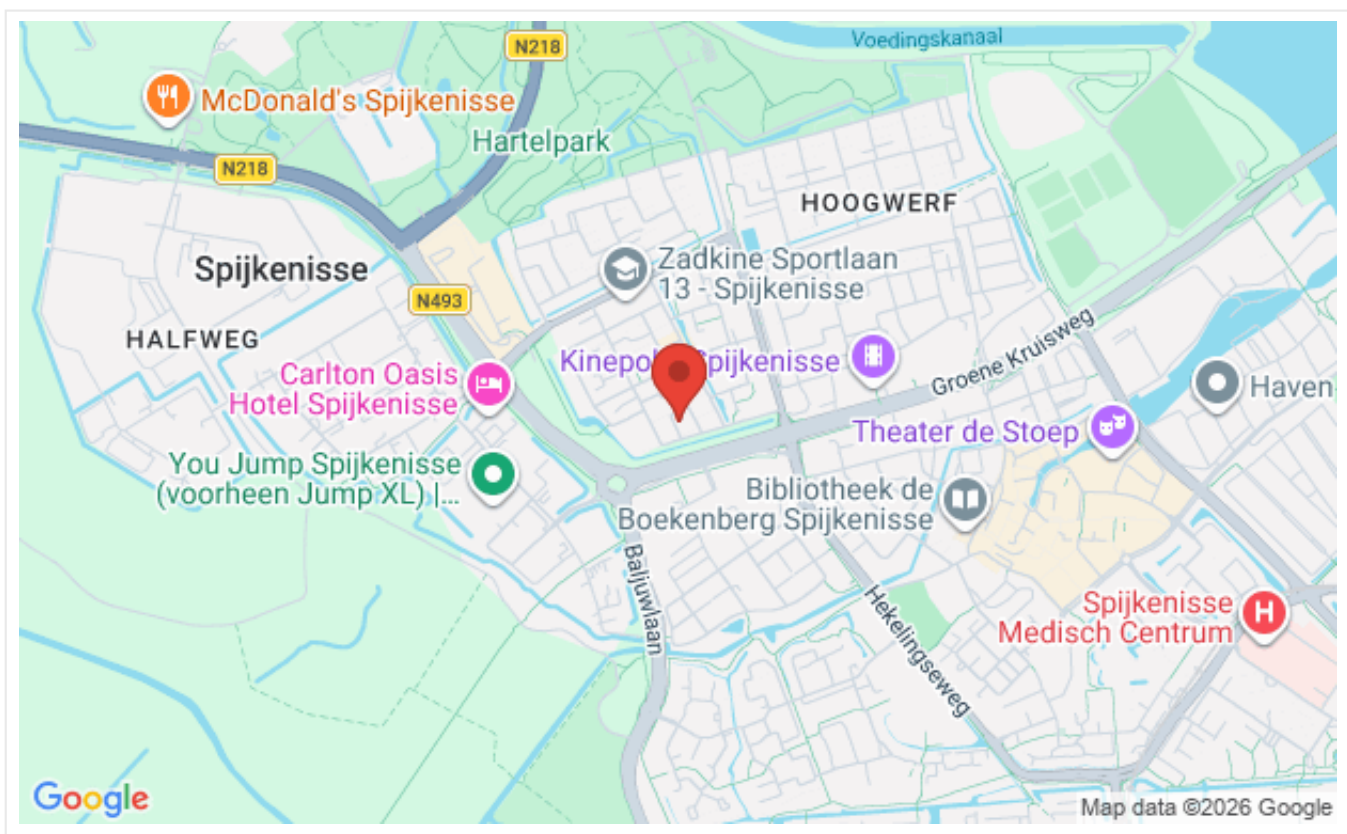 Voedingskanaal
N218
McDonald's Spijkenisse
Hartelpark
N218
HOOGWERF
Spijkenisse
Zadkine Sportlaan
13 - Spijkenisse
N493
HALFWEG
Kinepol Spijkenisse
Groene Kruisweg
Carlton Oasis
Hotel Spijkenisse
Haven
Theater de Stoep
You Jump Spijkenisse
(voorheen Jump XL) |...
Bibliotheek de
Boekenberg Spijkenisse
Baljuwlaan
Hekelingseweg
Spijkenisse
Medisch Centrum
H
Google
Map data ©2026 Google